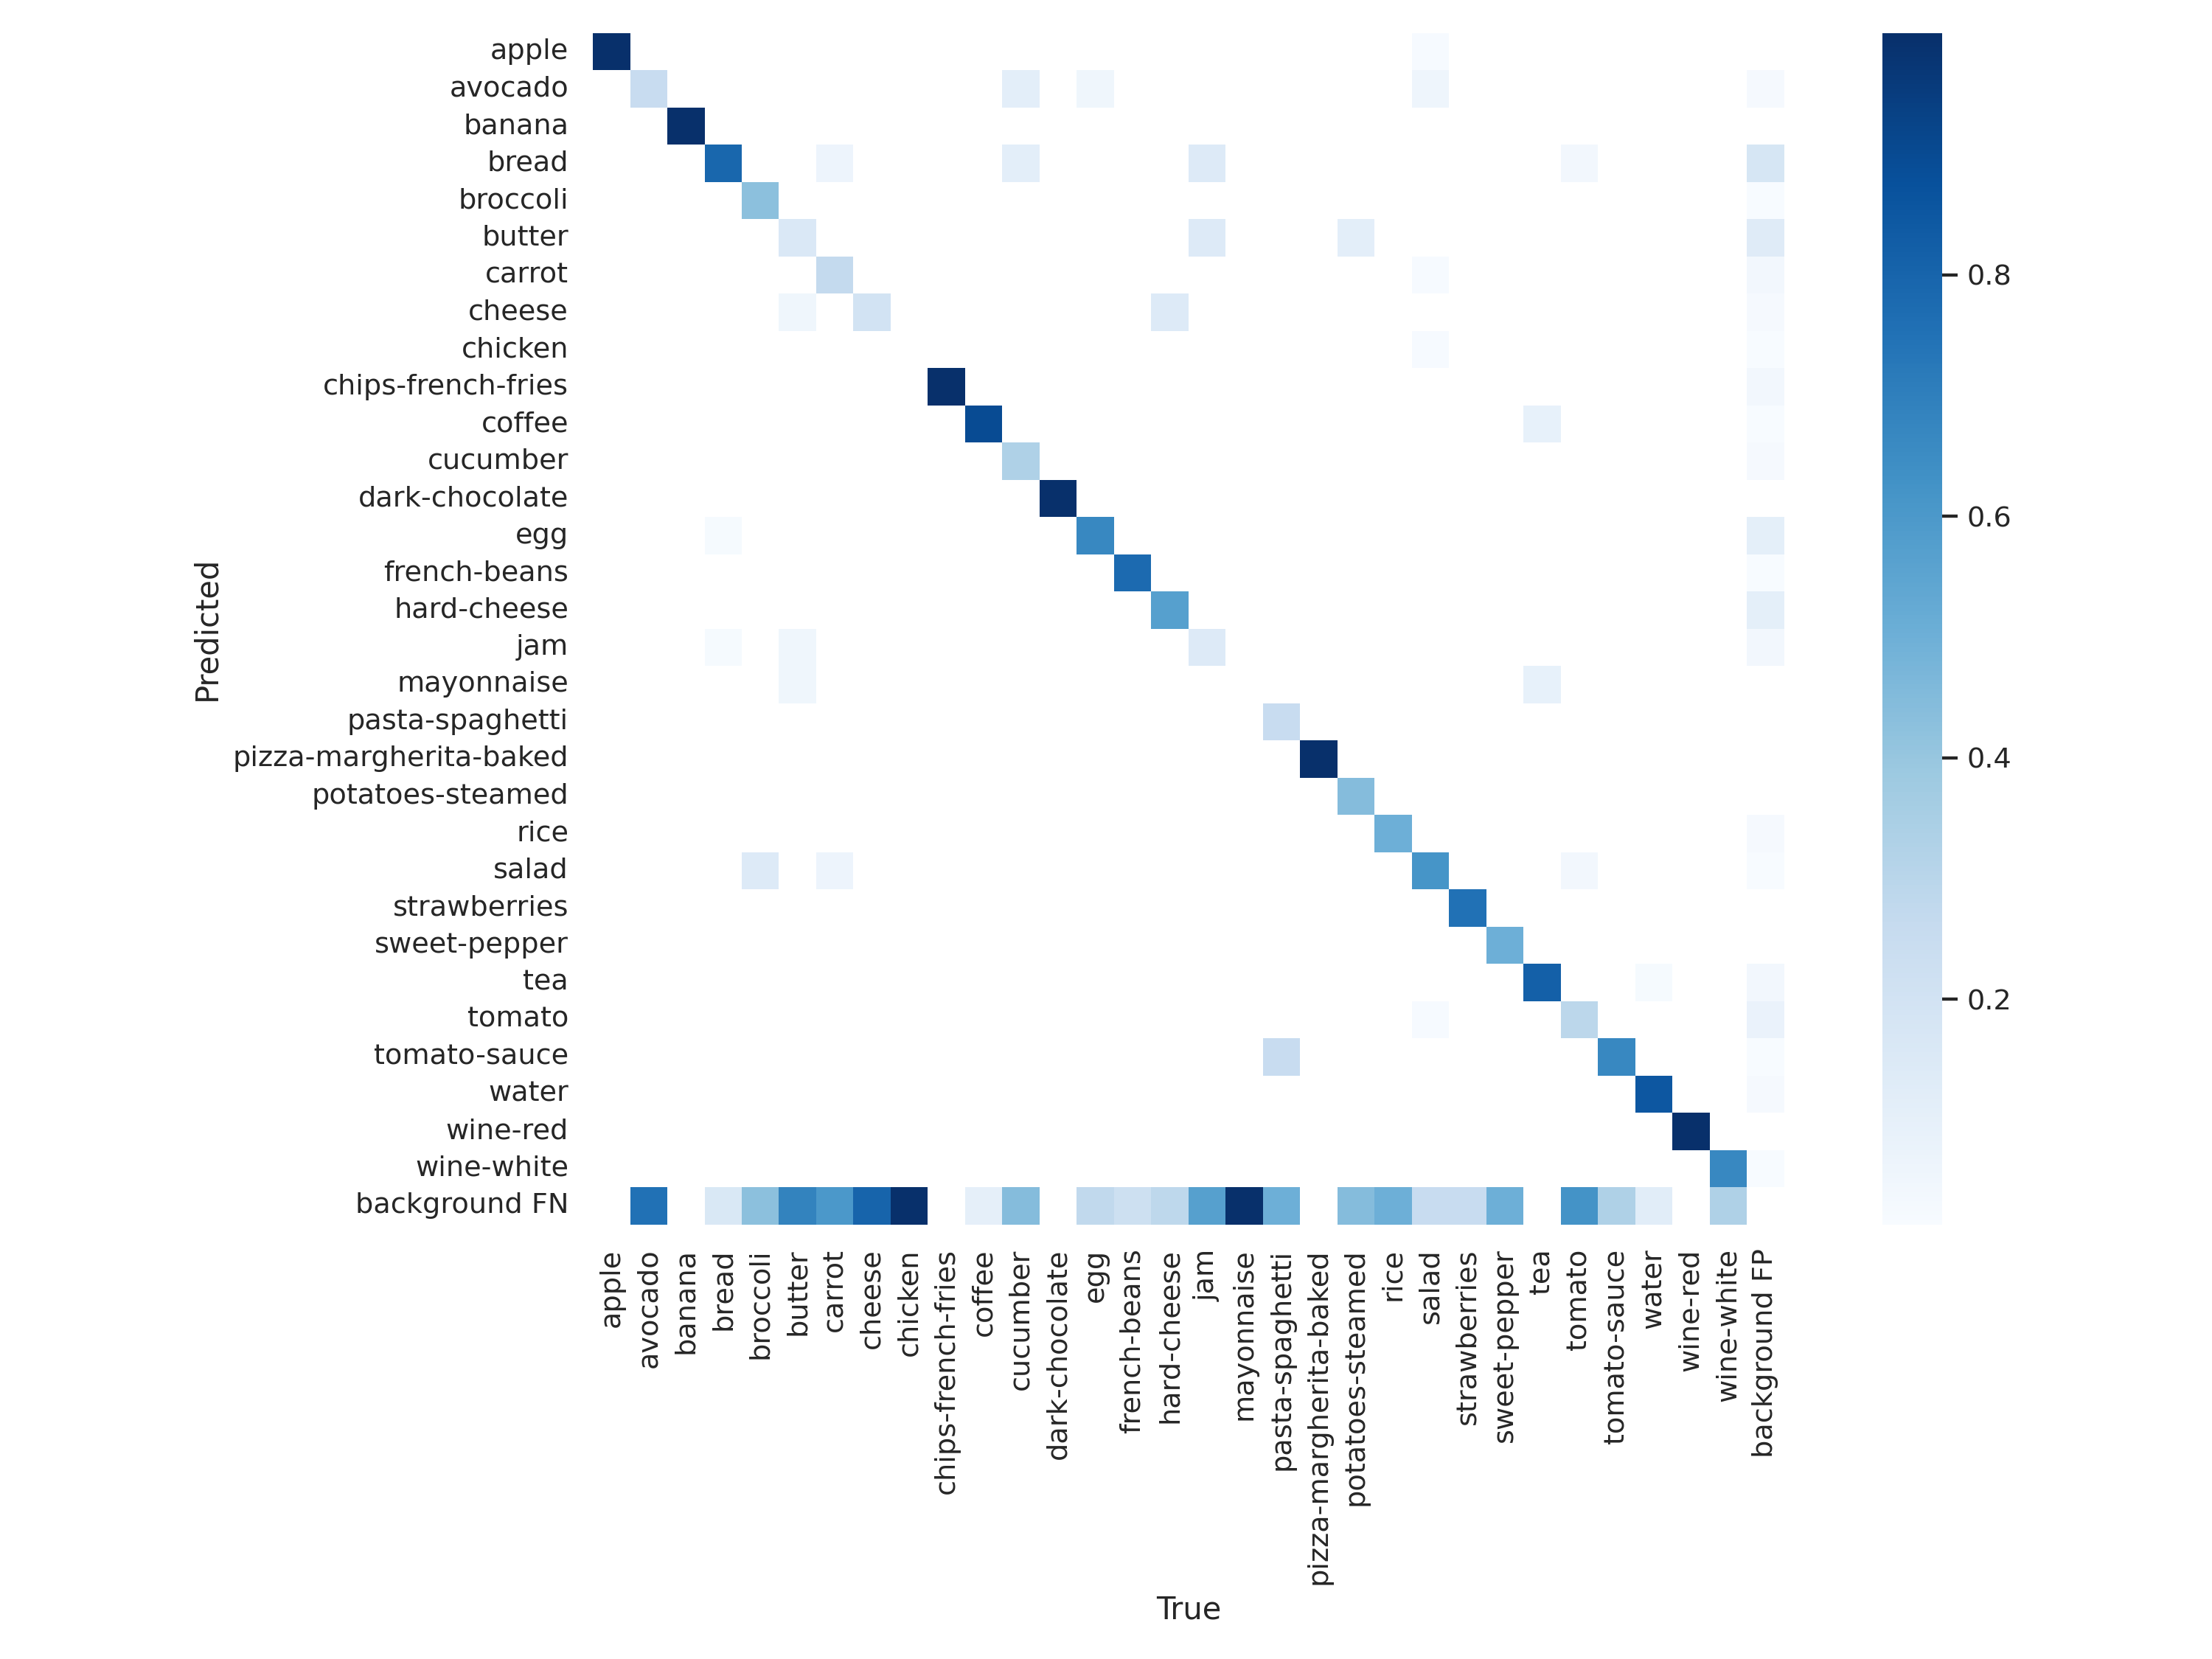 apple
avocado
banana
bread
broccoli
butter
carrot
cheese
chicken
chips-french-fries
coffee
cucumber
dark-chocolate
egg
french-beans
hard-cheese
jam
mayonnaise
pasta-spaghetti
pizza-margherita-baked
potatoes-steamed
rice
salad
strawberries
sweet-pepper
tea
tomato
tomato-sauce
water
wine-red
wine-white
background FN
Predicted
apple
avocado
banana
bread
broccoli
butter
carrot
cheese
chicken
chips-french-fries
coffee
cucumber
dark-chocolate
egg
french-beans
hard-cheese
jam
mayonnaise
pasta-spaghetti
pizza-margherita-baked
potatoes-steamed
rice
salad
strawberries
sweet-pepper
tea
tomato
tomato-sauce
water
wine-red
wine-white
background FP
True
0.8
0.6
0.4
0.2